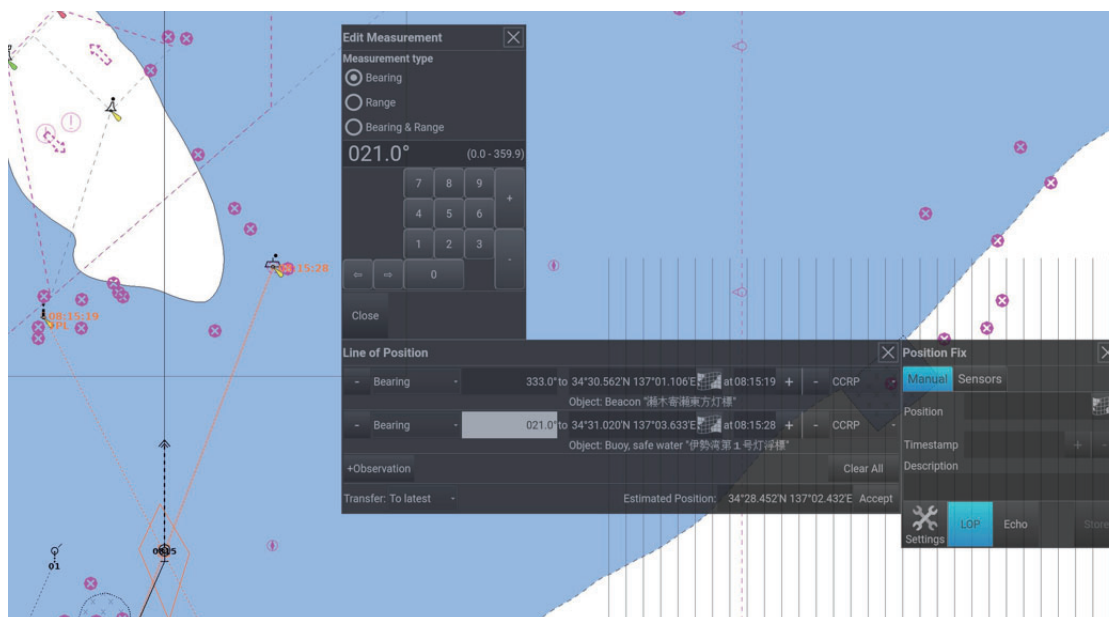 Edit Measurement
Measurement type
Bearing
Range
Bearing & Range
021.0° (0.0 - 359.9)
7 8 9 +
4 5 6
1 2 3 -
⇦ ⇨ 0
Close
15:28
08:15:19
PL
Line of Position
- Bearing - 333.0° to 34°30.562'N 137°01.106'E at 08:15:19 + - CCRP -
Object: Beacon "瀬木寄瀬東方灯標"
- Bearing - 021.0° to 34°31.020'N 137°03.633'E at 08:15:28 + - CCRP -
Object: Buoy, safe water "伊勢湾第１号灯浮標"
+Observation Clear All
Transfer: To latest - Estimated Position: 34°28.452'N 137°02.432'E Accept
Position Fix
Manual Sensors
Position
Timestamp + -
Description
Settings LOP Echo Store
0815
01